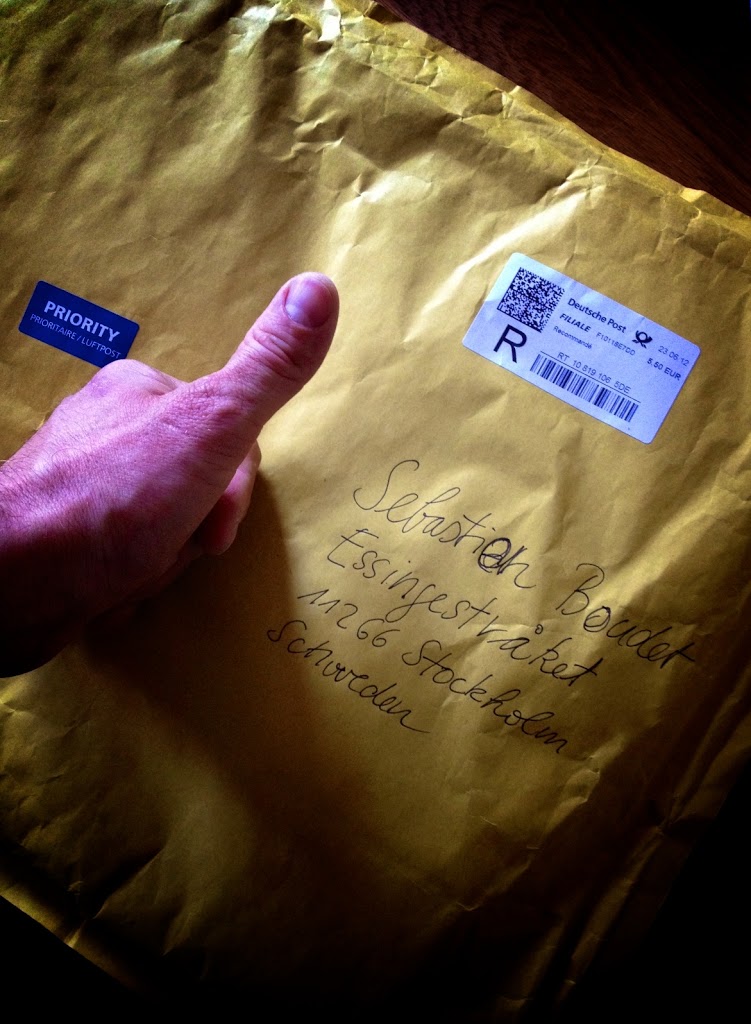 PRIORITY
PRIORITAIRE / LUFTPOST
Deutsche Post
FILIALE
Recommandé
23.06.12
5.50 EUR
R
RT 10 819 106 5DE
Sebastian Boudet
Essingestråket
11266 Stockholm
Schweden